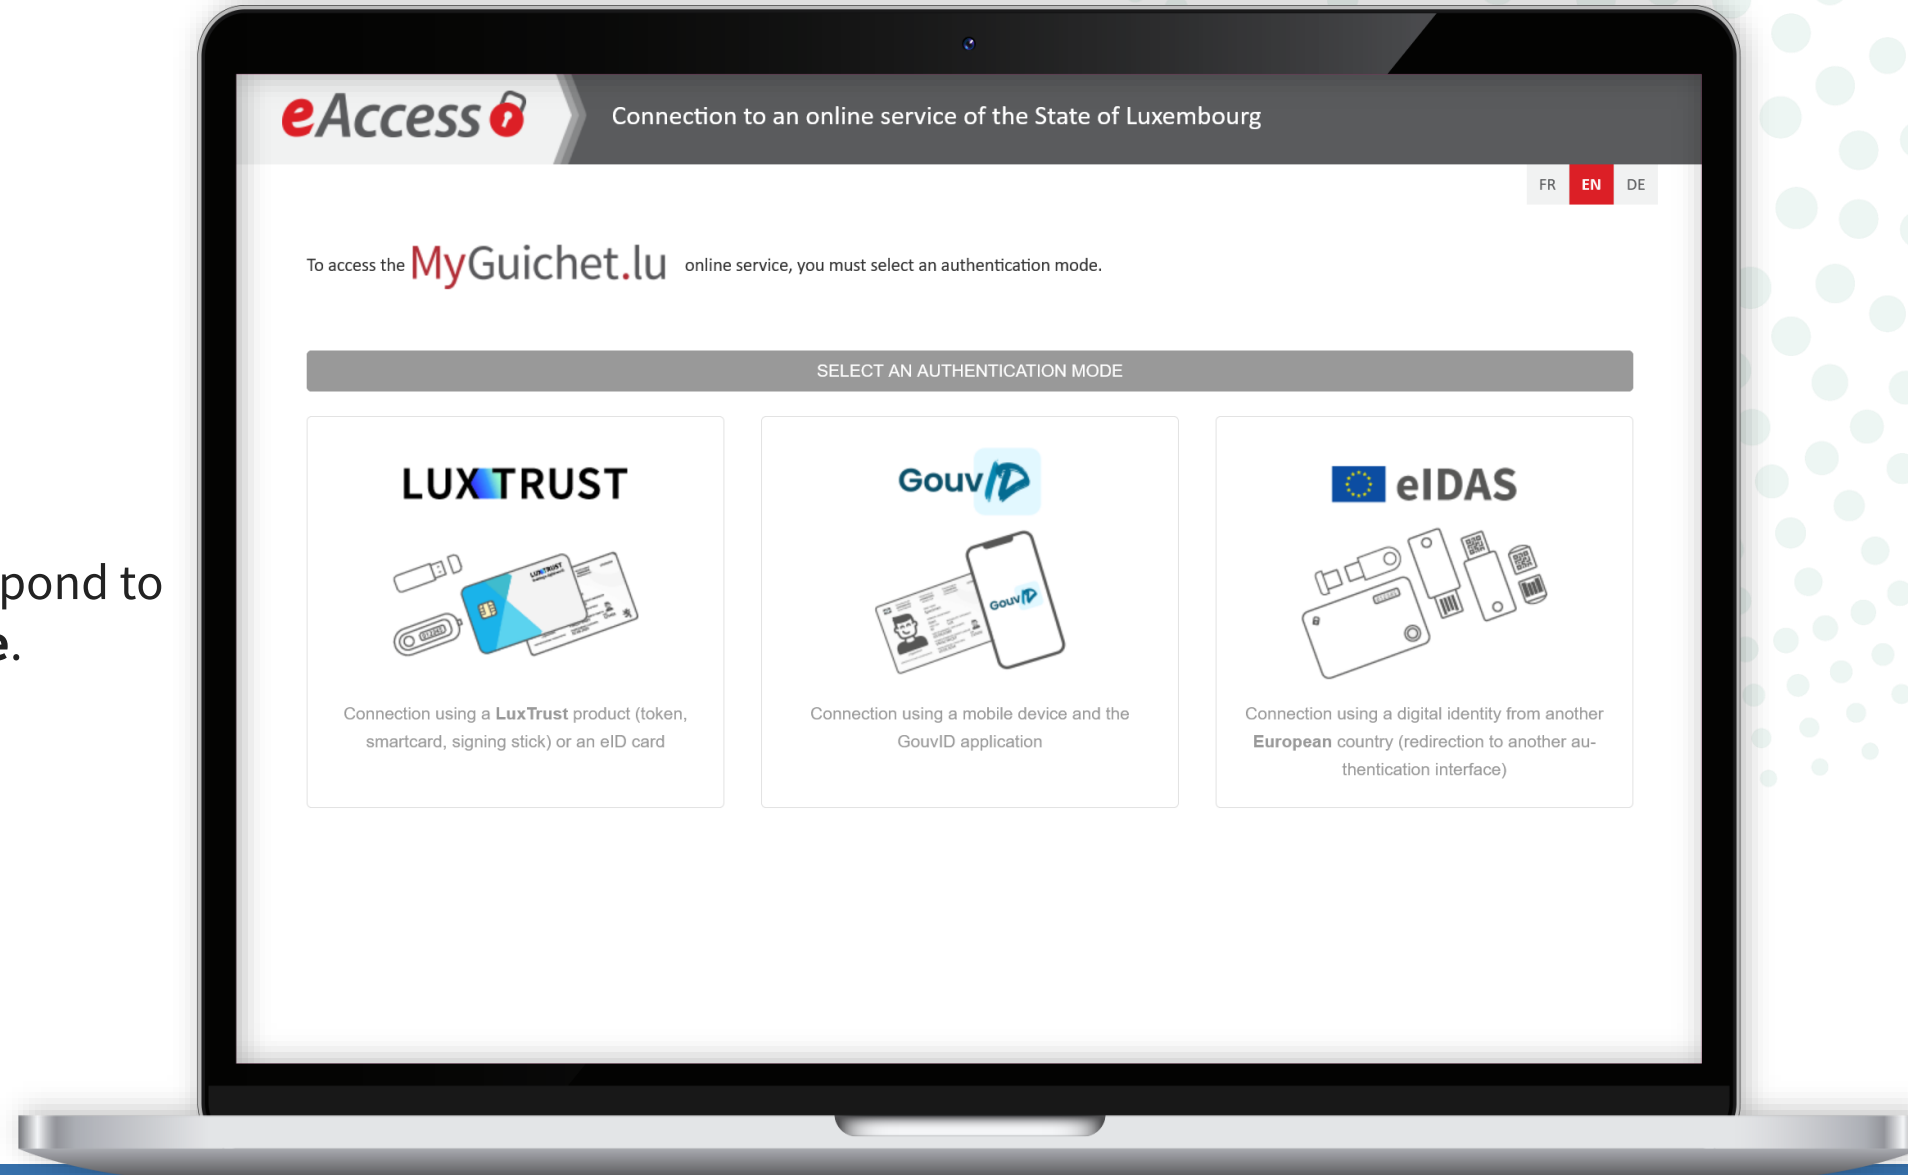 eAccess
Connection to an online service of the State of Luxembourg
FR EN DE
To access the MyGuichet.lu online service, you must select an authentication mode.
SELECT AN AUTHENTICATION MODE
LUXTRUST
Connection using a LuxTrust product (token,
smartcard, signing stick) or an eID card
GouvID
GouvID
Connection using a mobile device and the
GouvID application
eIDAS
Connection using a digital identity from another
European country (redirection to another au-
thentication interface)
pond to
e.